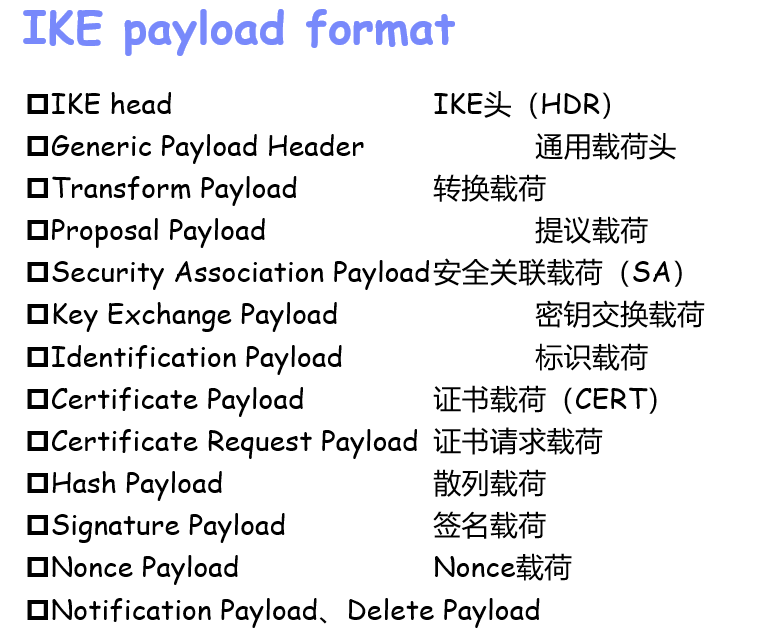 IKE payload format
IKE head IKE头（HDR）
Generic Payload Header 通用载荷头
Transform Payload 转换载荷
Proposal Payload 提议载荷
Security Association Payload安全关联载荷（SA）
Key Exchange Payload 密钥交换载荷
Identification Payload 标识载荷
Certificate Payload 证书载荷（CERT）
Certificate Request Payload 证书请求载荷
Hash Payload 散列载荷
Signature Payload 签名载荷
Nonce Payload Nonce载荷
Notification Payload、Delete Payload